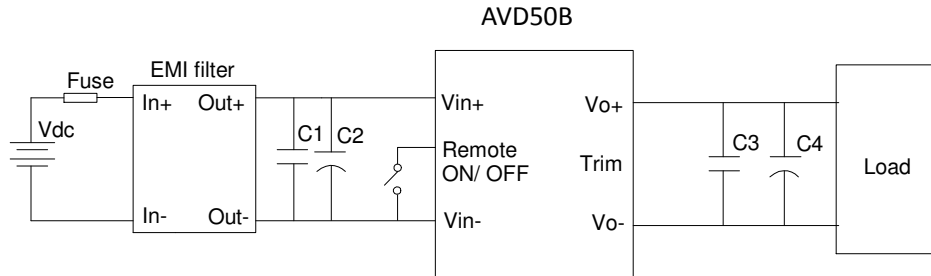 AVD50B
EMI filter
Fuse
In+ Out+
Vin+
Vo+
Vdc
C1
C2
C3
C4
Remote
ON/ OFF
Trim
Load
In- Out-
Vin-
Vo-